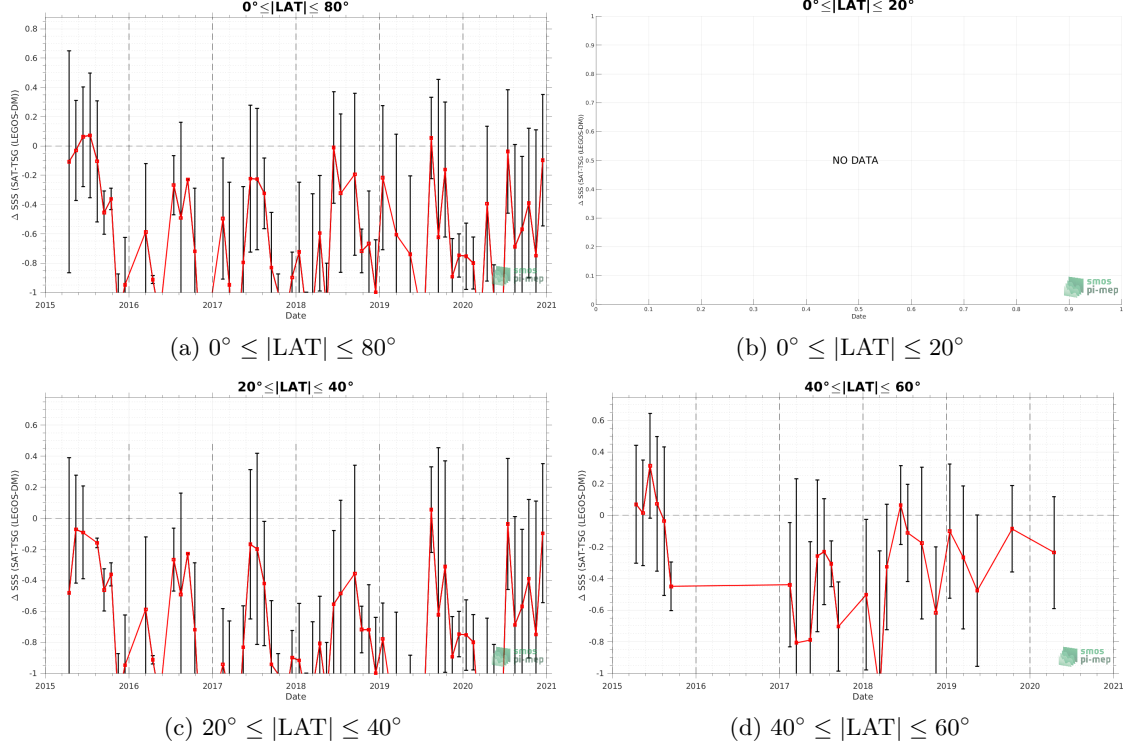 0°≤|LAT|≤ 80°
Δ SSS (SAT-TSG (LEGOS-DM))
0.8
0.6
0.4
0.2
0
-0.2
-0.4
-0.6
-0.8
-1
2015 2016 2017 2018 2019 2020 2021
Date
smos
pi-mep
(a) 0° ≤ |LAT| ≤ 80°
0°≤|LAT|≤ 20°
Δ SSS (SAT-TSG (LEGOS-DM))
1
0.9
0.8
0.7
0.6
0.5
0.4
0.3
0.2
0.1
0
NO DATA
0 0.1 0.2 0.3 0.4 0.5 0.6 0.7 0.8 0.9 1
Date
smos
pi-mep
(b) 0° ≤ |LAT| ≤ 20°
20°≤|LAT|≤ 40°
Δ SSS (SAT-TSG (LEGOS-DM))
0.6
0.4
0.2
0
-0.2
-0.4
-0.6
-0.8
-1
2015 2016 2017 2018 2019 2020 2021
Date
smos
pi-mep
(c) 20° ≤ |LAT| ≤ 40°
40°≤|LAT|≤ 60°
Δ SSS (SAT-TSG (LEGOS-DM))
0.6
0.4
0.2
0
-0.2
-0.4
-0.6
-0.8
-1
2015 2016 2017 2018 2019 2020 2021
Date
smos
pi-mep
(d) 40° ≤ |LAT| ≤ 60°